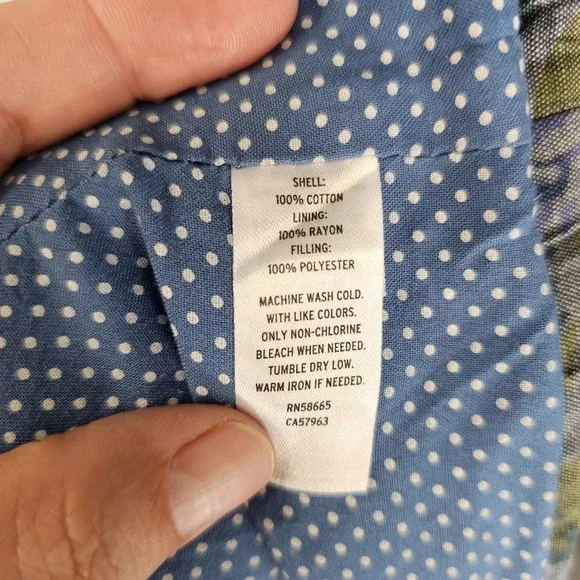 SHELL:
100% COTTON
LINING:
100% RAYON
FILLING:
100% POLYESTER
MACHINE WASH COLD.
WITH LIKE COLORS.
ONLY NON-CHLORINE
BLEACH WHEN NEEDED.
TUMBLE DRY LOW.
WARM IRON IF NEEDED.
RN58665
CA57963